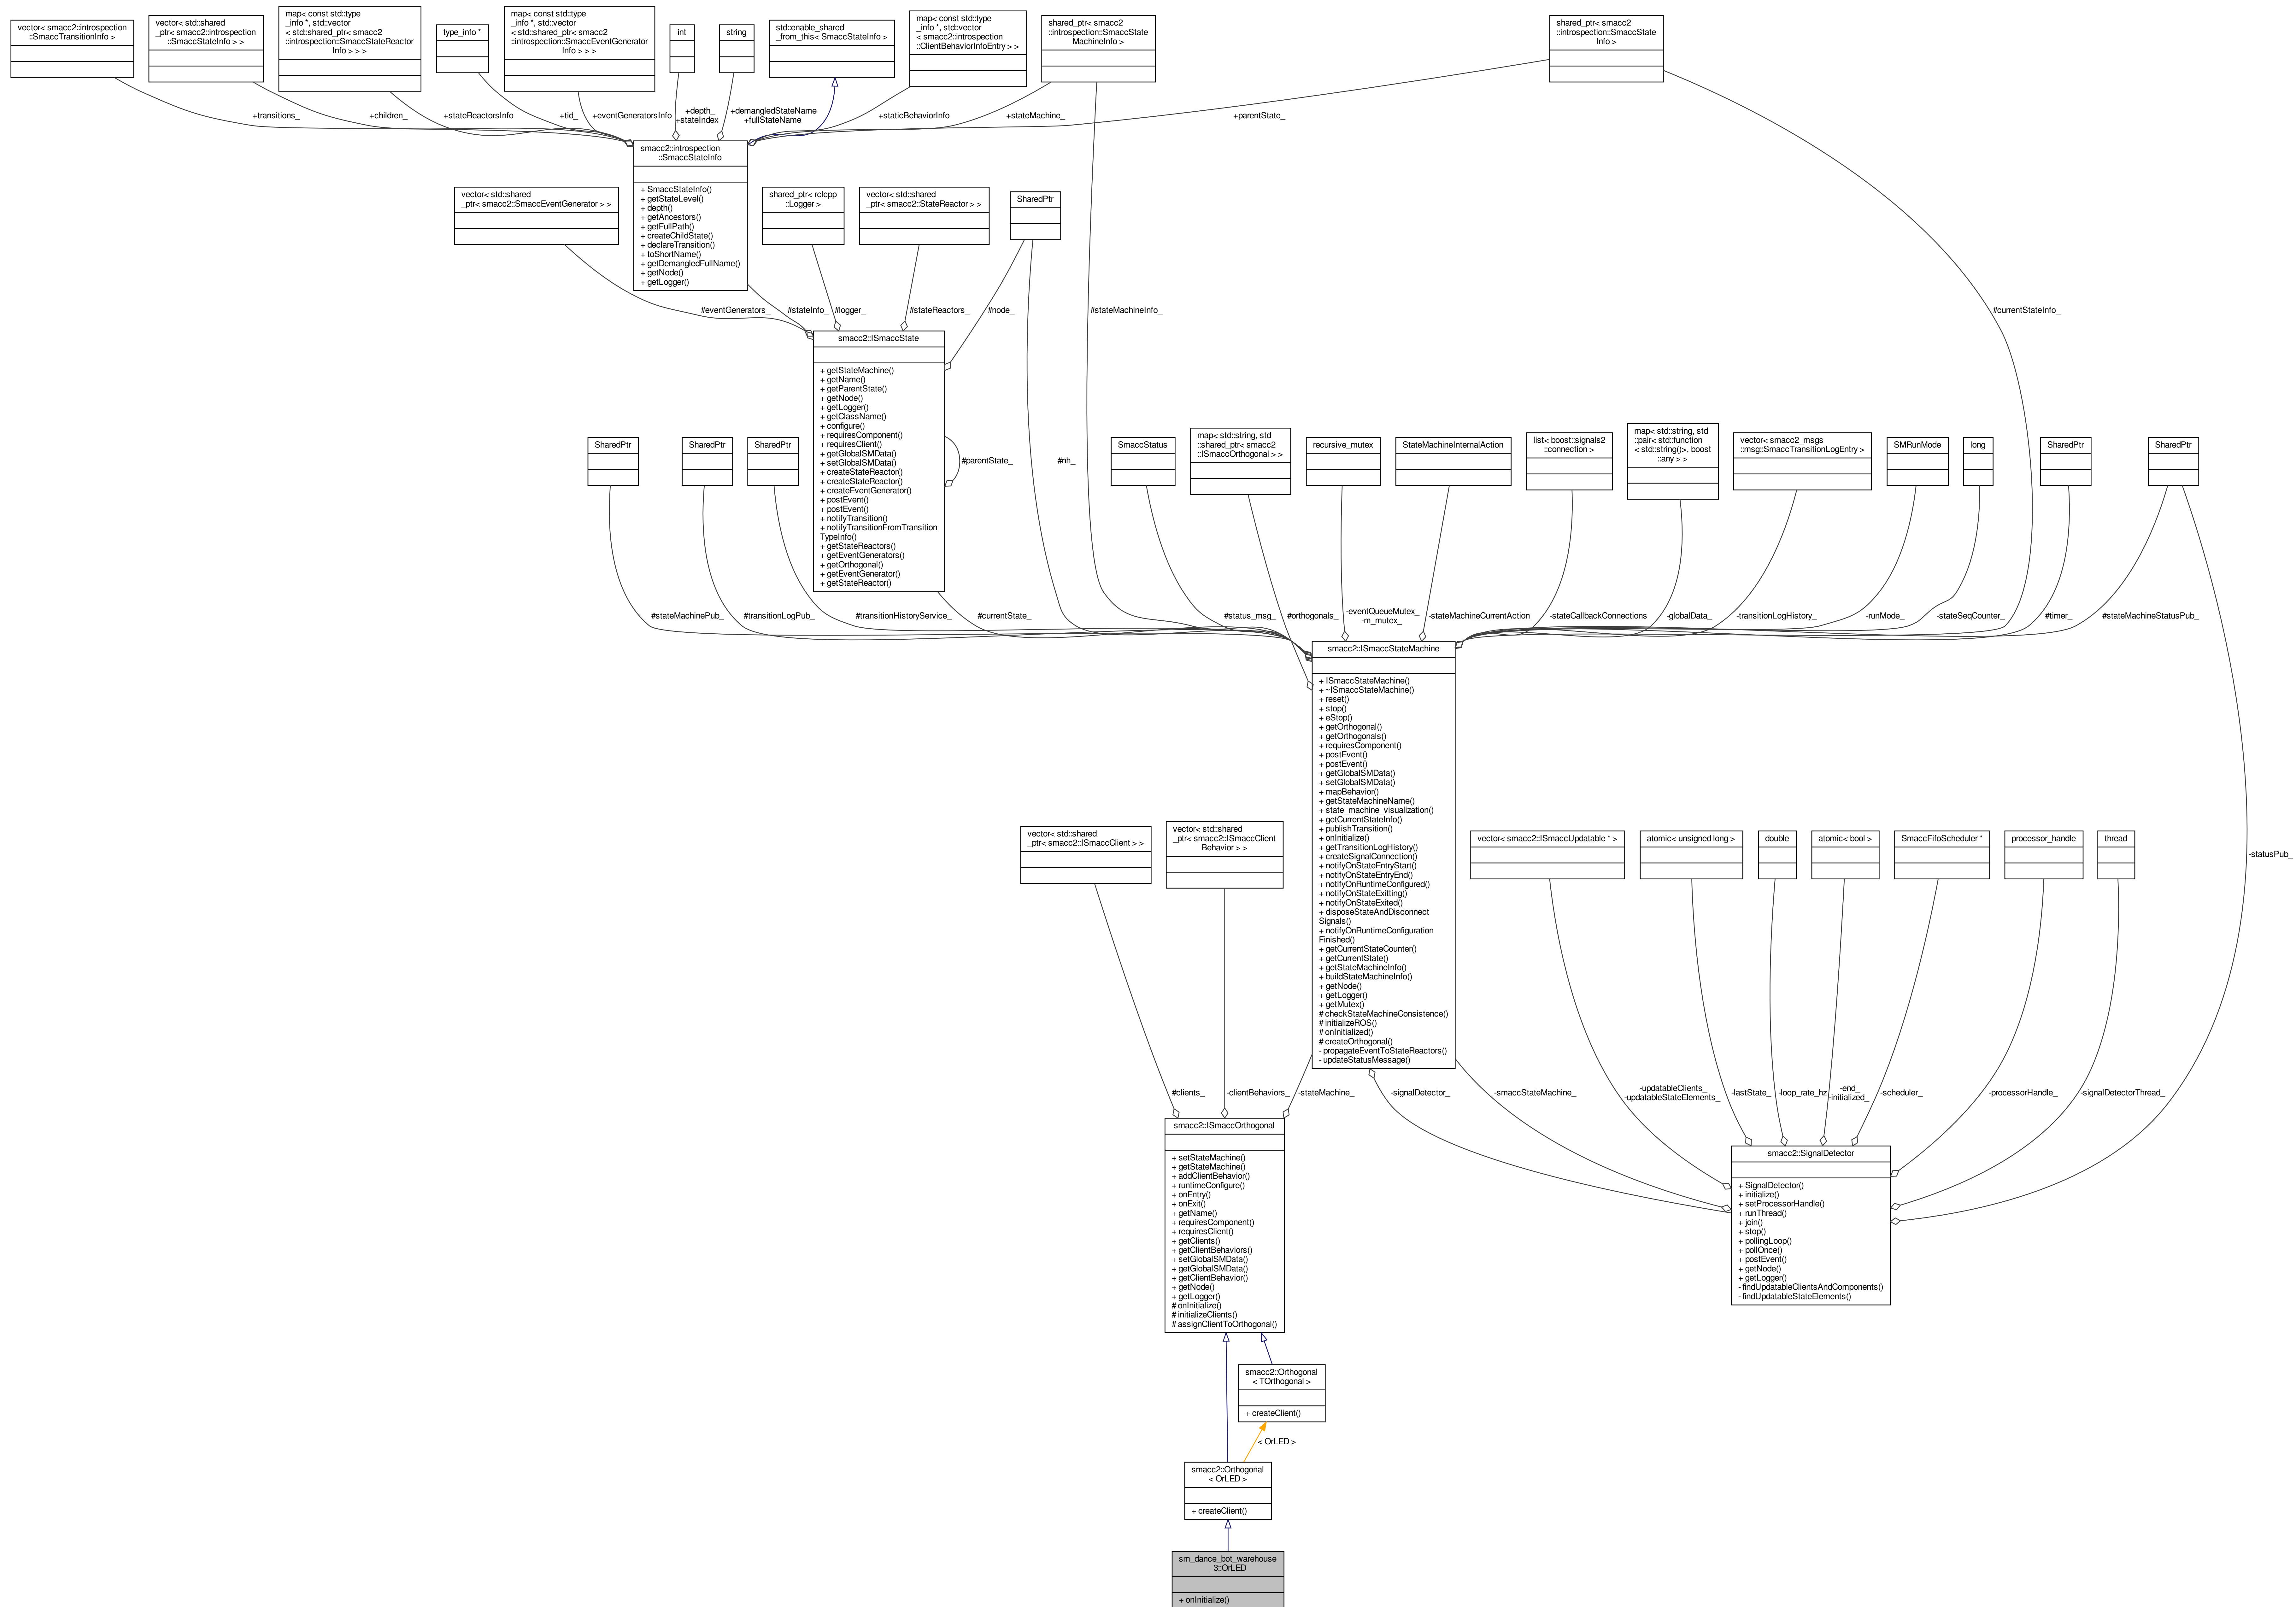 vector< smacc2::introspection
::SmaccTransitionInfo >
vector< std::shared
_ptr< smacc2::introspection
::SmaccStateInfo > >
map< const std::type
_info *, std::vector
< std::shared_ptr< smacc2
::introspection::SmaccStateReactor
Info > > >
type_info *
map< const std::type
_info *, std::vector
< std::shared_ptr< smacc2
::introspection::SmaccEventGenerator
Info > > >
int
string
std::enable_shared
_from_this< SmaccStateInfo >
map< const std::type
_info *, std::vector
< smacc2::introspection
::ClientBehaviorInfoEntry > >
shared_ptr< smacc2
::introspection::SmaccState
MachineInfo >
shared_ptr< smacc2
::introspection::SmaccState
Info >
+transitions_
+children_
+stateReactorsInfo
+tid_
+eventGeneratorsInfo
+depth_
+stateIndex_
+demangledStateName
+fullStateName
+staticBehaviorInfo
+stateMachine_
+parentState_
smacc2::introspection
::SmaccStateInfo
+ SmaccStateInfo()
+ getStateLevel()
+ depth()
+ getAncestors()
+ getFullPath()
+ createChildState()
+ declareTransition()
+ toShortName()
+ getDemangledFullName()
+ getNode()
+ getLogger()
vector< std::shared
_ptr< smacc2::SmaccEventGenerator > >
shared_ptr< rclcpp
::Logger >
vector< std::shared
_ptr< smacc2::StateReactor > >
SharedPtr
#eventGenerators_
#stateInfo_
#logger_
#stateReactors_
#node_
#stateMachineInfo_
#currentStateInfo_
smacc2::ISmaccState
+ getStateMachine()
+ getName()
+ getParentState()
+ getNode()
+ getLogger()
+ getClassName()
+ configure()
+ requiresComponent()
+ requiresClient()
+ getGlobalSMData()
+ setGlobalSMData()
+ createStateReactor()
+ createStateReactor()
+ createEventGenerator()
+ postEvent()
+ postEvent()
+ notifyTransition()
+ notifyTransitionFromTransition
TypeInfo()
+ getStateReactors()
+ getEventGenerators()
+ getOrthogonal()
+ getEventGenerator()
+ getStateReactor()
#parentState_
#nh_
SharedPtr
SharedPtr
SharedPtr
SmaccStatus
map< std::string, std
::shared_ptr< smacc2
::ISmaccOrthogonal > >
recursive_mutex
StateMachineInternalAction
list< boost::signals2
::connection >
map< std::string, std
::pair< std::function
< std::string()>, boost
::any > >
vector< smacc2_msgs
::msg::SmaccTransitionLogEntry >
SMRunMode
long
SharedPtr
SharedPtr
#stateMachinePub_
#transitionLogPub_
#transitionHistoryService_
#currentState_
#status_msg_
#orthogonals_
-eventQueueMutex_
-m_mutex_
-stateMachineCurrentAction
-stateCallbackConnections
-globalData_
-transitionLogHistory_
-runMode_
-stateSeqCounter_
#timer_
#stateMachineStatusPub_
smacc2::ISmaccStateMachine
+ ISmaccStateMachine()
+ ~ISmaccStateMachine()
+ reset()
+ stop()
+ eStop()
+ getOrthogonal()
+ getOrthogonals()
+ requiresComponent()
+ postEvent()
+ postEvent()
+ getGlobalSMData()
+ setGlobalSMData()
+ mapBehavior()
+ getStateMachineName()
+ state_machine_visualization()
+ getCurrentStateInfo()
+ publishTransition()
+ onInitialize()
+ getTransitionLogHistory()
+ createSignalConnection()
+ notifyOnStateEntryStart()
+ notifyOnStateEntryEnd()
+ notifyOnRuntimeConfigured()
+ notifyOnStateExitting()
+ notifyOnStateExited()
+ disposeStateAndDisconnect
Signals()
+ notifyOnRuntimeConfiguration
Finished()
+ getCurrentStateCounter()
+ getCurrentState()
+ getStateMachineInfo()
+ buildStateMachineInfo()
+ getNode()
+ getLogger()
+ getMutex()
# checkStateMachineConsistence()
# initializeROS()
# onInitialized()
# createOrthogonal()
- propagateEventToStateReactors()
- updateStatusMessage()
vector< std::shared
_ptr< smacc2::ISmaccClient > >
vector< std::shared
_ptr< smacc2::ISmaccClient
Behavior > >
vector< smacc2::ISmaccUpdatable * >
atomic< unsigned long >
double
atomic< bool >
SmaccFifoScheduler *
processor_handle
thread
-statusPub_
#clients_
-clientBehaviors_
-stateMachine_
-signalDetector_
-smaccStateMachine_
-updatableClients_
-updatableStateElements_
-lastState_
-loop_rate_hz
-end_
-initialized_
-scheduler_
-processorHandle_
-signalDetectorThread_
smacc2::ISmaccOrthogonal
+ setStateMachine()
+ getStateMachine()
+ addClientBehavior()
+ runtimeConfigure()
+ onEntry()
+ onExit()
+ getName()
+ requiresComponent()
+ requiresClient()
+ getClients()
+ getClientBehaviors()
+ setGlobalSMData()
+ getGlobalSMData()
+ getClientBehavior()
+ getNode()
+ getLogger()
# onInitialize()
# initializeClients()
# assignClientToOrthogonal()
smacc2::SignalDetector
+ SignalDetector()
+ initialize()
+ setProcessorHandle()
+ runThread()
+ join()
+ stop()
+ pollingLoop()
+ pollOnce()
+ postEvent()
+ getNode()
+ getLogger()
- findUpdatableClientsAndComponents()
- findUpdatableStateElements()
smacc2::Orthogonal
< TOrthogonal >
+ createClient()
< OrLED >
smacc2::Orthogonal
< OrLED >
+ createClient()
sm_dance_bot_warehouse
_3::OrLED
+ onInitialize()